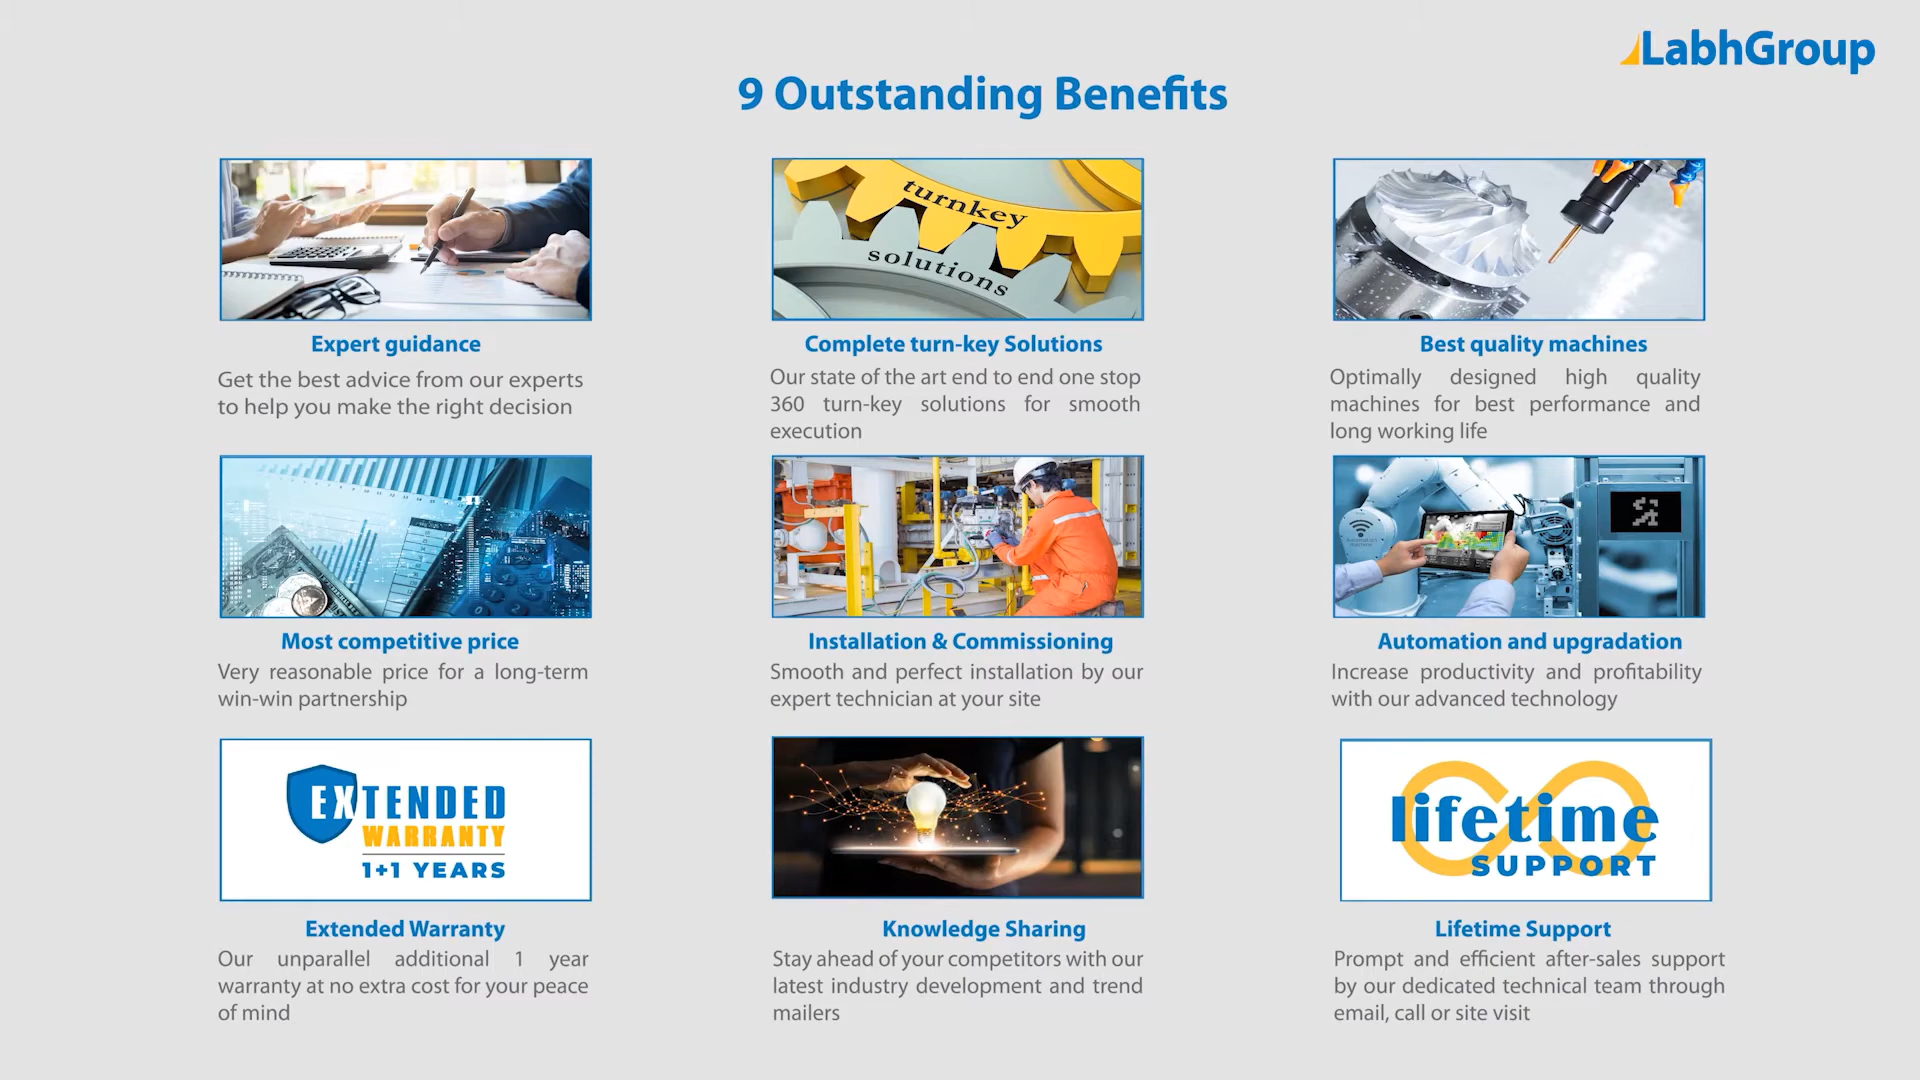 LabhGroup
9 Outstanding Benefits
turnkey
solutions
Expert guidance
Get the best advice from our experts
to help you make the right decision
Complete turn-key Solutions
Our state of the art end to end one stop
360 turn-key solutions for smooth
execution
Best quality machines
Optimally designed high quality
machines for best performance and
long working life
Most competitive price
Very reasonable price for a long-term
win-win partnership
Installation & Commissioning
Smooth and perfect installation by our
expert technician at your site
Automation and upgradation
Increase productivity and profitability
with our advanced technology
EXTENDED
WARRANTY
1+1 YEARS
Extended Warranty
Our unparallel additional 1 year
warranty at no extra cost for your peace
of mind
Knowledge Sharing
Stay ahead of your competitors with our
latest industry development and trend
mailers
lifetime
SUPPORT
Lifetime Support
Prompt and efficient after-sales support
by our dedicated technical team through
email, call or site visit